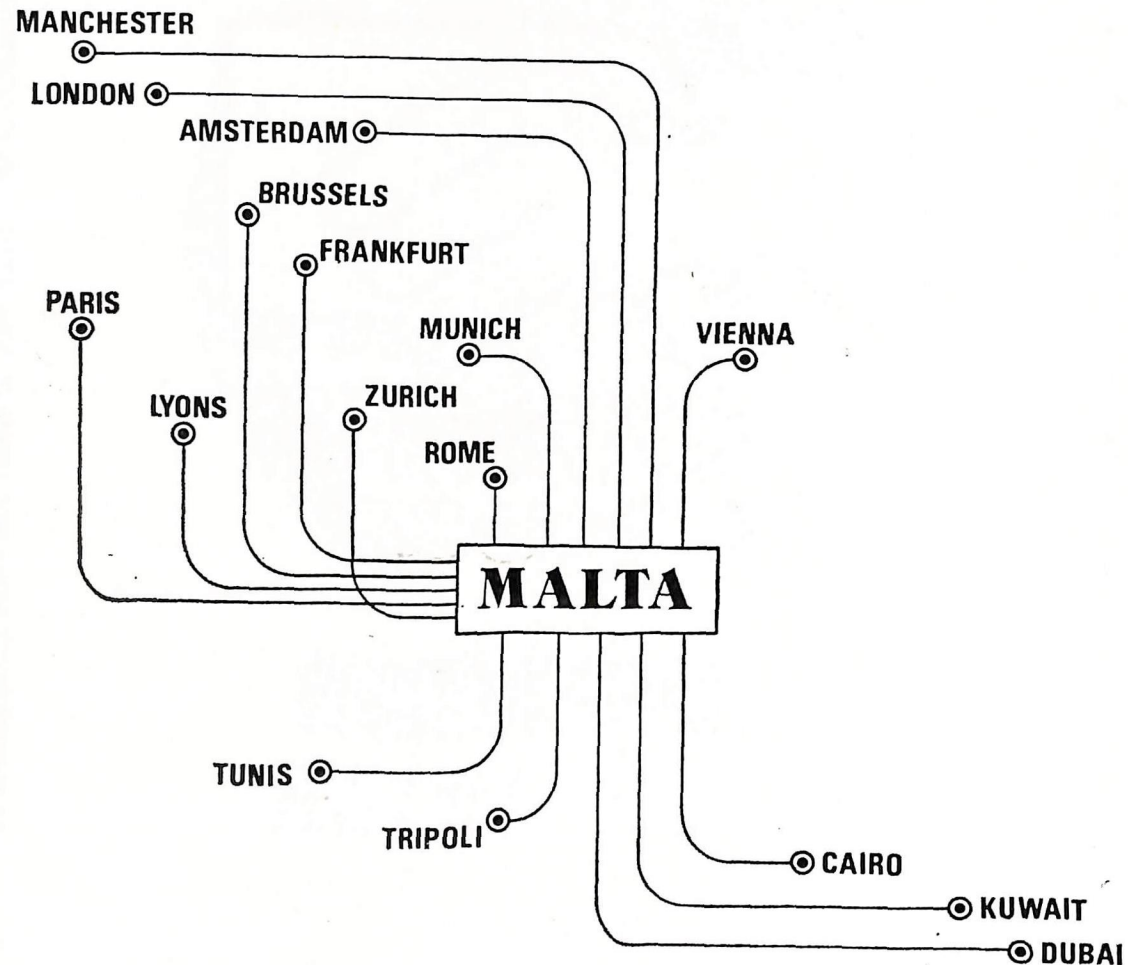 MANCHESTER
LONDON
AMSTERDAM
BRUSSELS
FRANKFURT
PARIS
MUNICH
VIENNA
ZURICH
LYONS
ROME
MALTA
TUNIS
TRIPOLI
CAIRO
KUWAIT
DUBAI